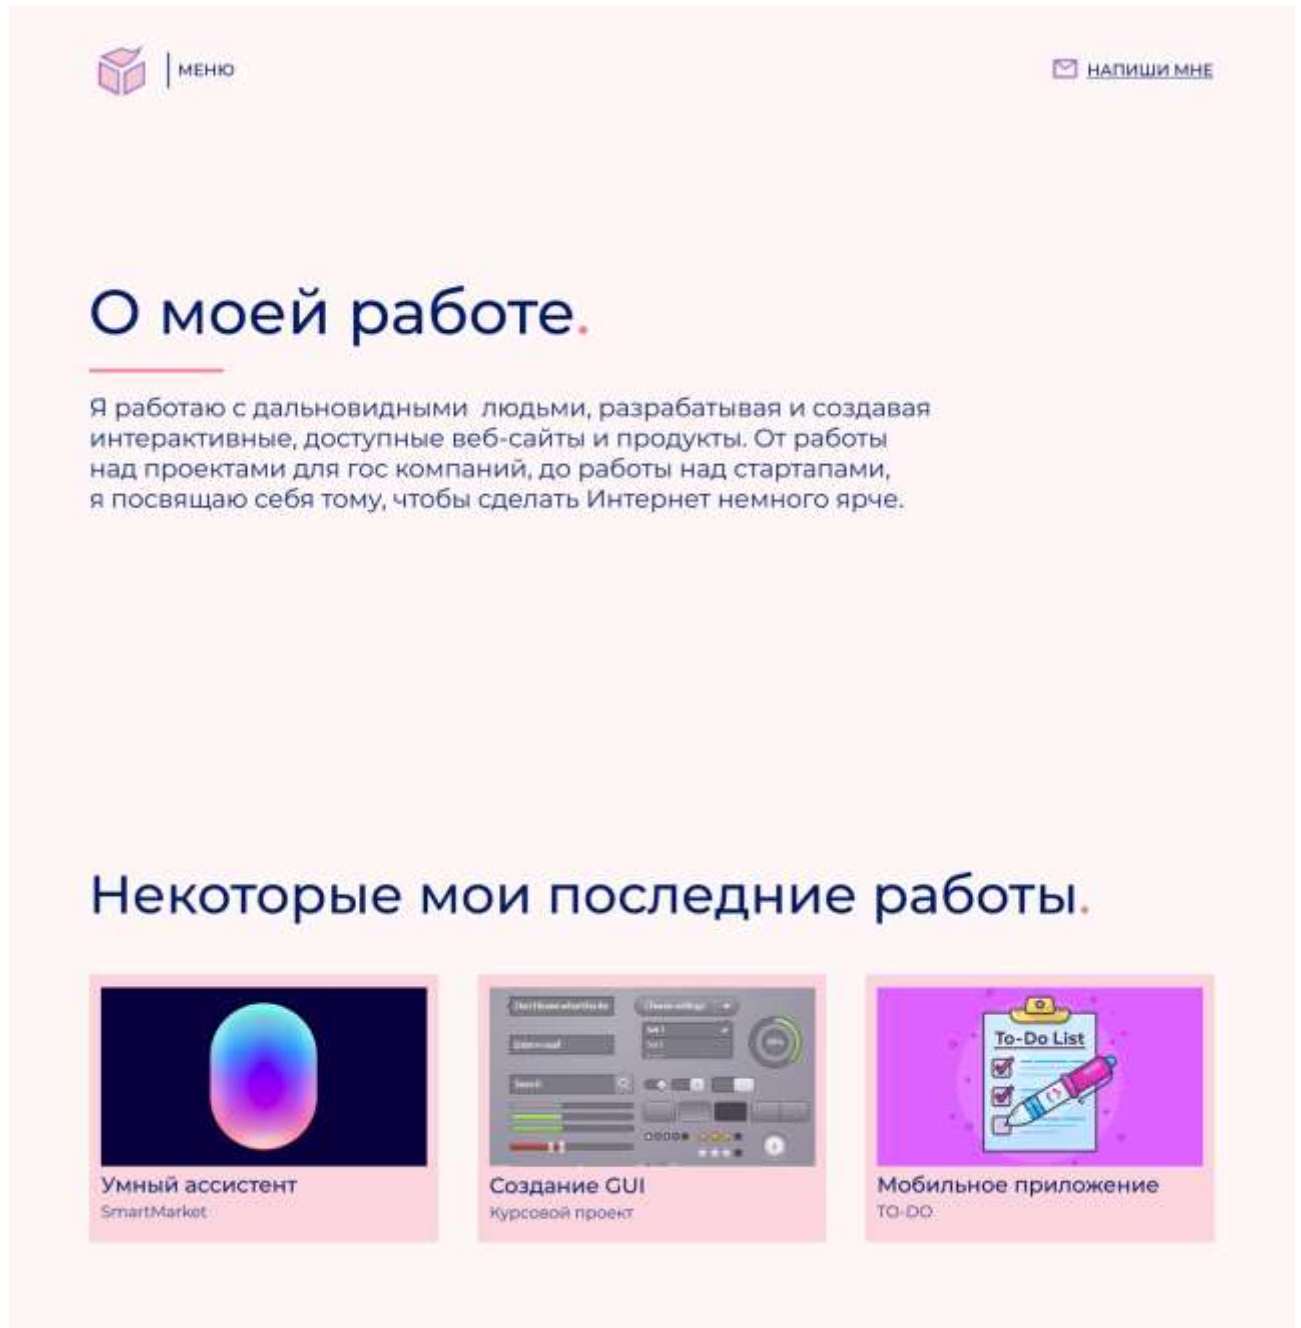 МЕНЮ
НАПИШИ МНЕ
О моей работе.
Я работаю с дальновидными  людьми, разрабатывая и создавая
интерактивные, доступные веб-сайты и продукты. От работы
над проектами для гос компаний, до работы над стартапами,
я посвящаю себя тому, чтобы сделать Интернет немного ярче.
Некоторые мои последние работы.
Search
To-Do List
Умный ассистент
SmartMarket
Создание GUI
Курсовой проект
Мобильное приложение
TO-DO